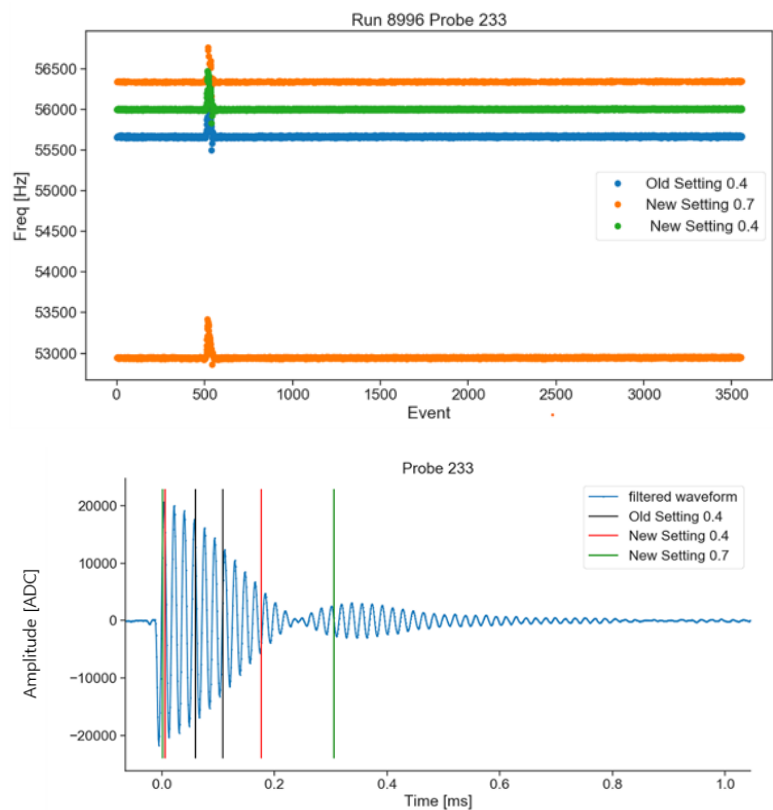 Run 8996 Probe 233
Freq [Hz]
56500
56000
55500
55000
54500
54000
53500
53000
Old Setting 0.4
New Setting 0.7
New Setting 0.4
0 500 1000 1500 2000 2500 3000 3500
Event
Probe 233
Amplitude [ADC]
20000
10000
0
−10000
−20000
filtered waveform
Old Setting 0.4
New Setting 0.4
New Setting 0.7
0.0 0.2 0.4 0.6 0.8 1.0
Time [ms]